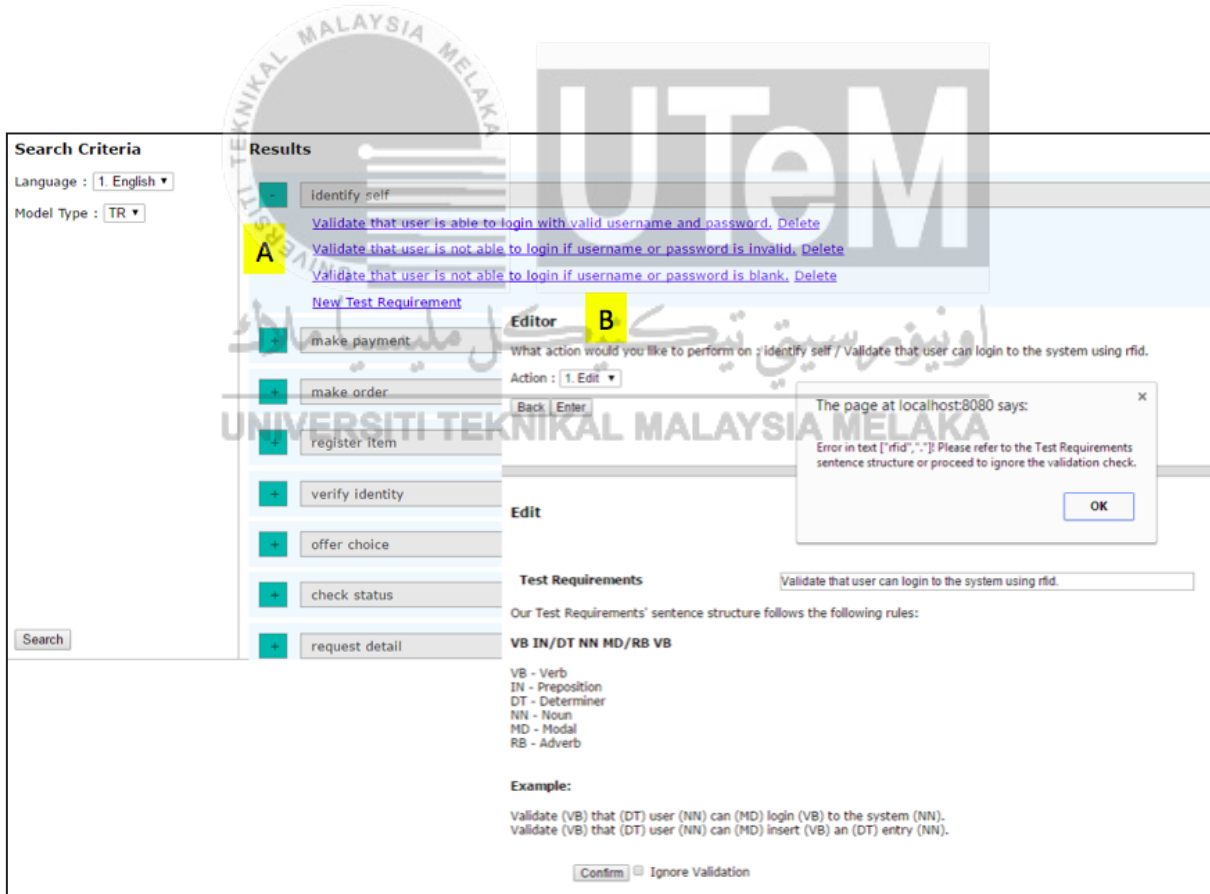 UNIVERSITI TEKNIKAL MALAYSIA MELAKA
UTeM
Search Criteria
Language : 1. English
Model Type : TR
Search
Results
- identify self
A
Validate that user is able to login with valid username and password. Delete
Validate that user is not able to login if username or password is invalid. Delete
Validate that user is not able to login if username or password is blank. Delete
New Test Requirement
+ make payment
+ make order
+ register item
+ verify identity
+ offer choice
+ check status
+ request detail
اونيۏرسيتي تيكنيكل مليسيا ملاك
UNIVERSITI TEKNIKAL MALAYSIA MELAKA
Editor
B
What action would you like to perform on : identify self / Validate that user can login to the system using rfid.
Action : 1. Edit
Back Enter
The page at localhost:8080 says:
×
Error in text ["rfid","."]! Please refer to the Test Requirements
sentence structure or proceed to ignore the validation check.
OK
Edit
Test Requirements Validate that user can login to the system using rfid.
Our Test Requirements' sentence structure follows the following rules:
VB IN/DT NN MD/RB VB
VB - Verb
IN - Preposition
DT - Determiner
NN - Noun
MD - Modal
RB - Adverb
Example:
Validate (VB) that (DT) user (NN) can (MD) login (VB) to the system (NN).
Validate (VB) that (DT) user (NN) can (MD) insert (VB) an (DT) entry (NN).
Confirm Ignore Validation